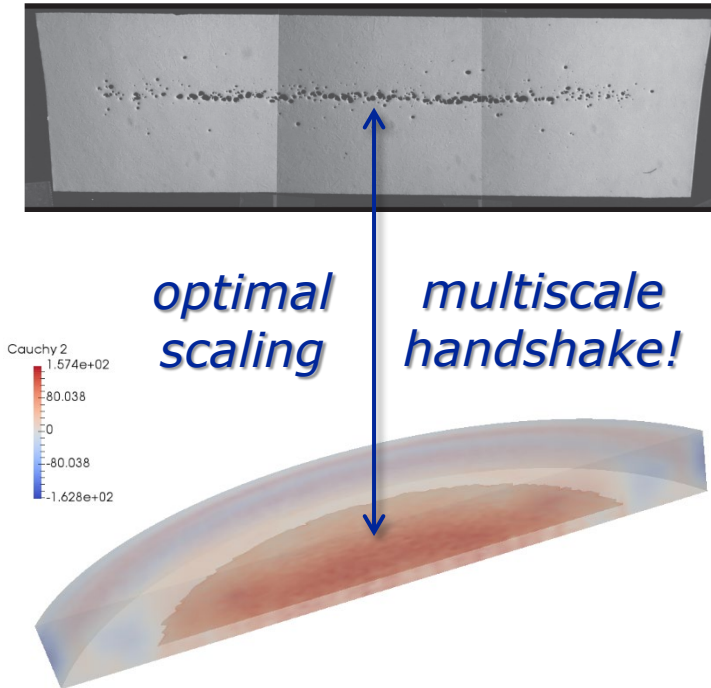 optimal
scaling
multiscale
handshake!
Cauchy 2
1.574e+02
80.038
0
-80.038
-1.628e+02